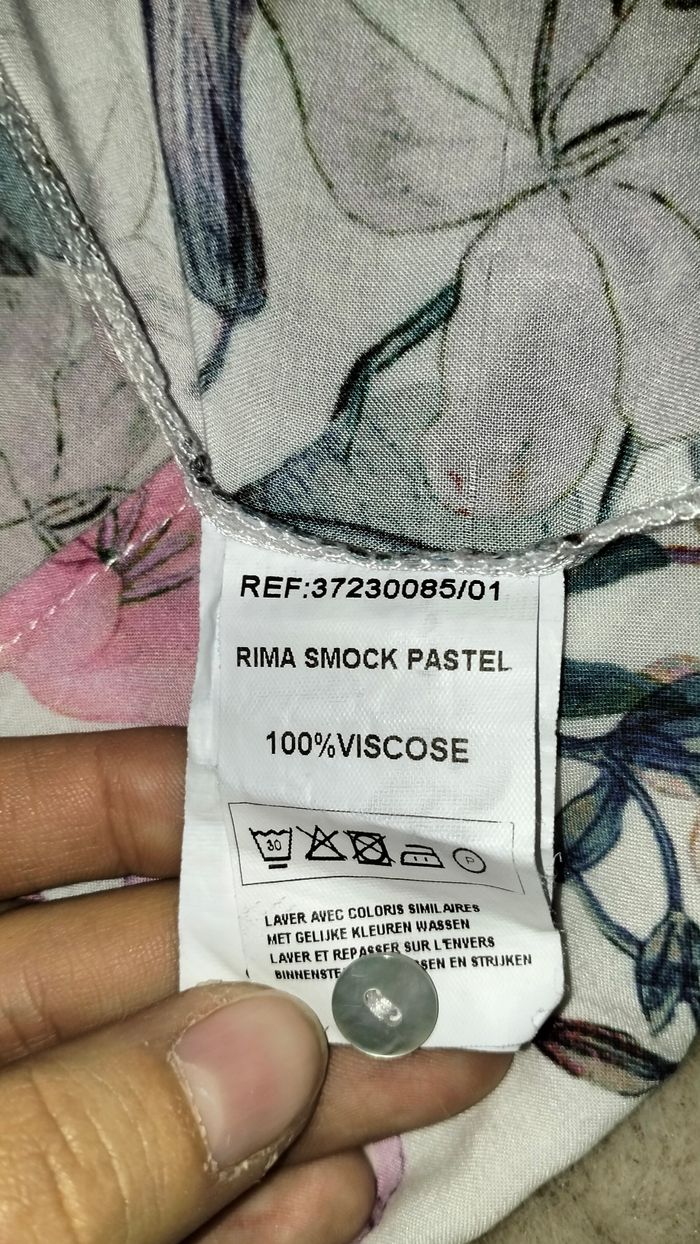 REF:37230085/01
RIMA SMOCK PASTEL
100%VISCOSE
30
P
LAVER AVEC COLORIS SIMILAIRES
MET GELIJKE KLEUREN WASSEN
LAVER ET REPASSER SUR L'ENVERS
EN STRIJKEN